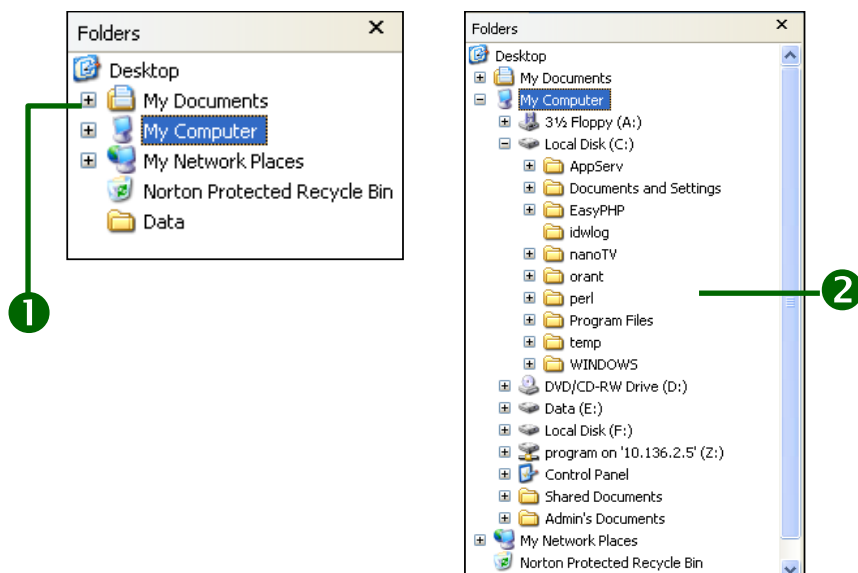 Folders
Desktop
My Documents
My Computer
My Network Places
Norton Protected Recycle Bin
Data
1
Folders
Desktop
My Documents
My Computer
3½ Floppy (A:)
Local Disk (C:)
AppServ
Documents and Settings
EasyPHP
idwlog
nanoTV
orant
perl
Program Files
temp
WINDOWS
DVD/CD-RW Drive (D:)
Data (E:)
Local Disk (F:)
program on '10.136.2.5' (Z:)
Control Panel
Shared Documents
Admin's Documents
My Network Places
Norton Protected Recycle Bin
2